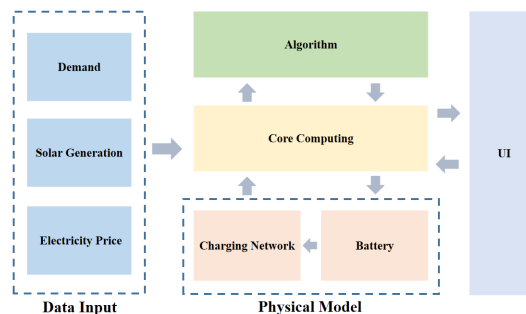 Demand
Solar Generation
Electricity Price
Data Input
Algorithm
Core Computing
Charging Network
Battery
Physical Model
UI